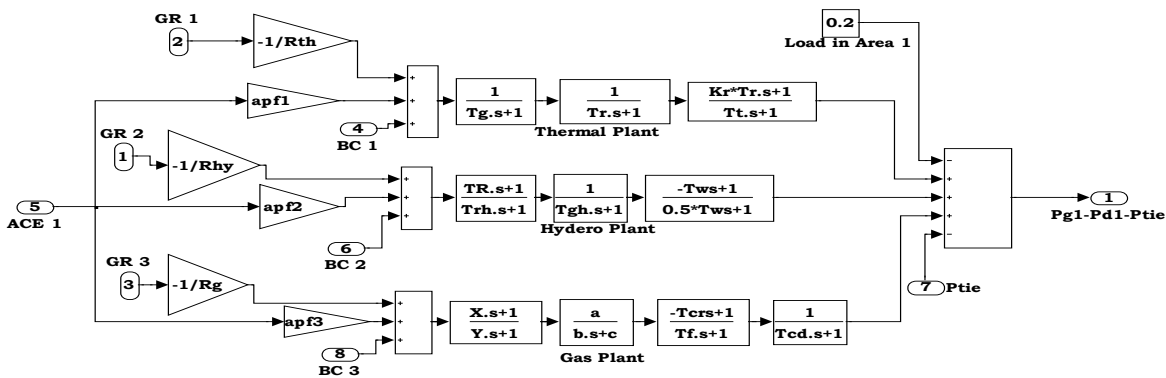 GR 1
2
-1/Rth
0.2
Load in Area 1
apf1
+
+
+
1
Tg.s+1
1
Tr.s+1
Kr*Tr.s+1
Tt.s+1
Thermal Plant
4
BC 1
GR 2
1
-1/Rhy
5
ACE 1
apf2
+
+
+
TR.s+1
Trh.s+1
1
Tgh.s+1
-Tws+1
0.5*Tws+1
Hydero Plant
6
BC 2
−
+
+
+
−
1
Pg1-Pd1-Ptie
7
Ptie
GR 3
3
-1/Rg
apf3
+
+
+
X.s+1
Y.s+1
a
b.s+c
-Tcrs+1
Tf.s+1
1
Tcd.s+1
Gas Plant
8
BC 3